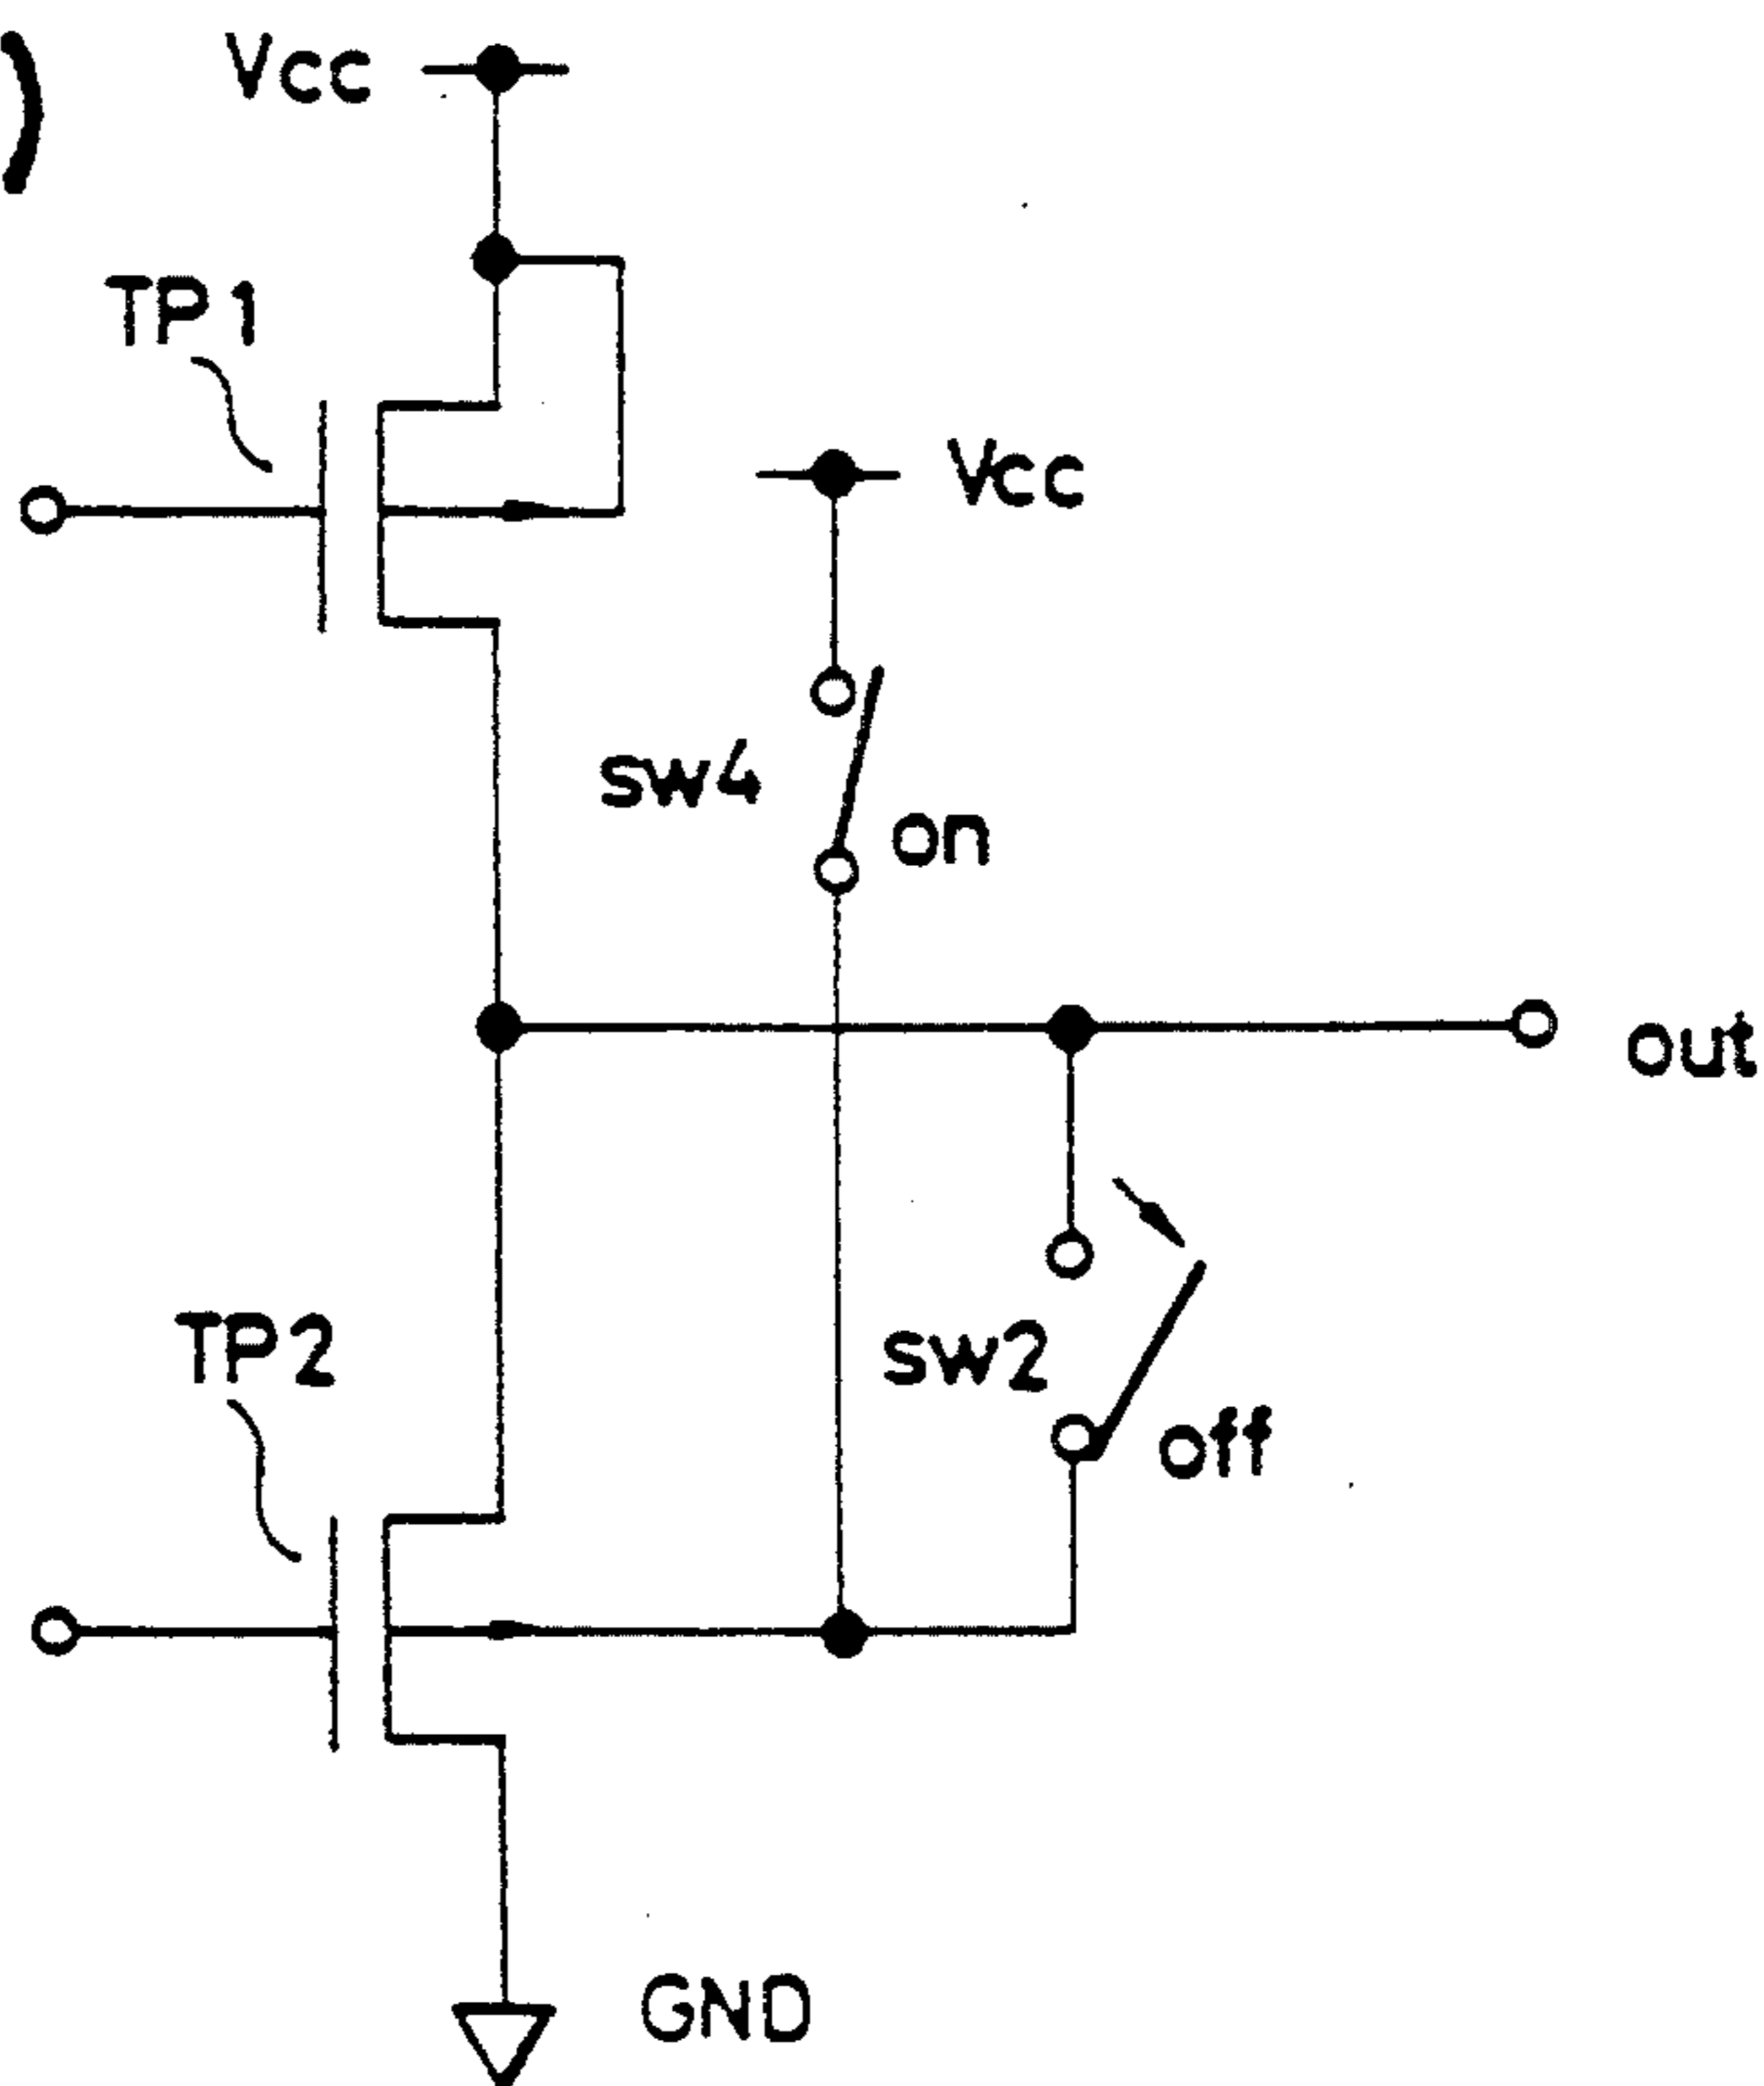 )
Vcc
TP1
Vcc
sw4
on
out
TP2
sw2
off
GND